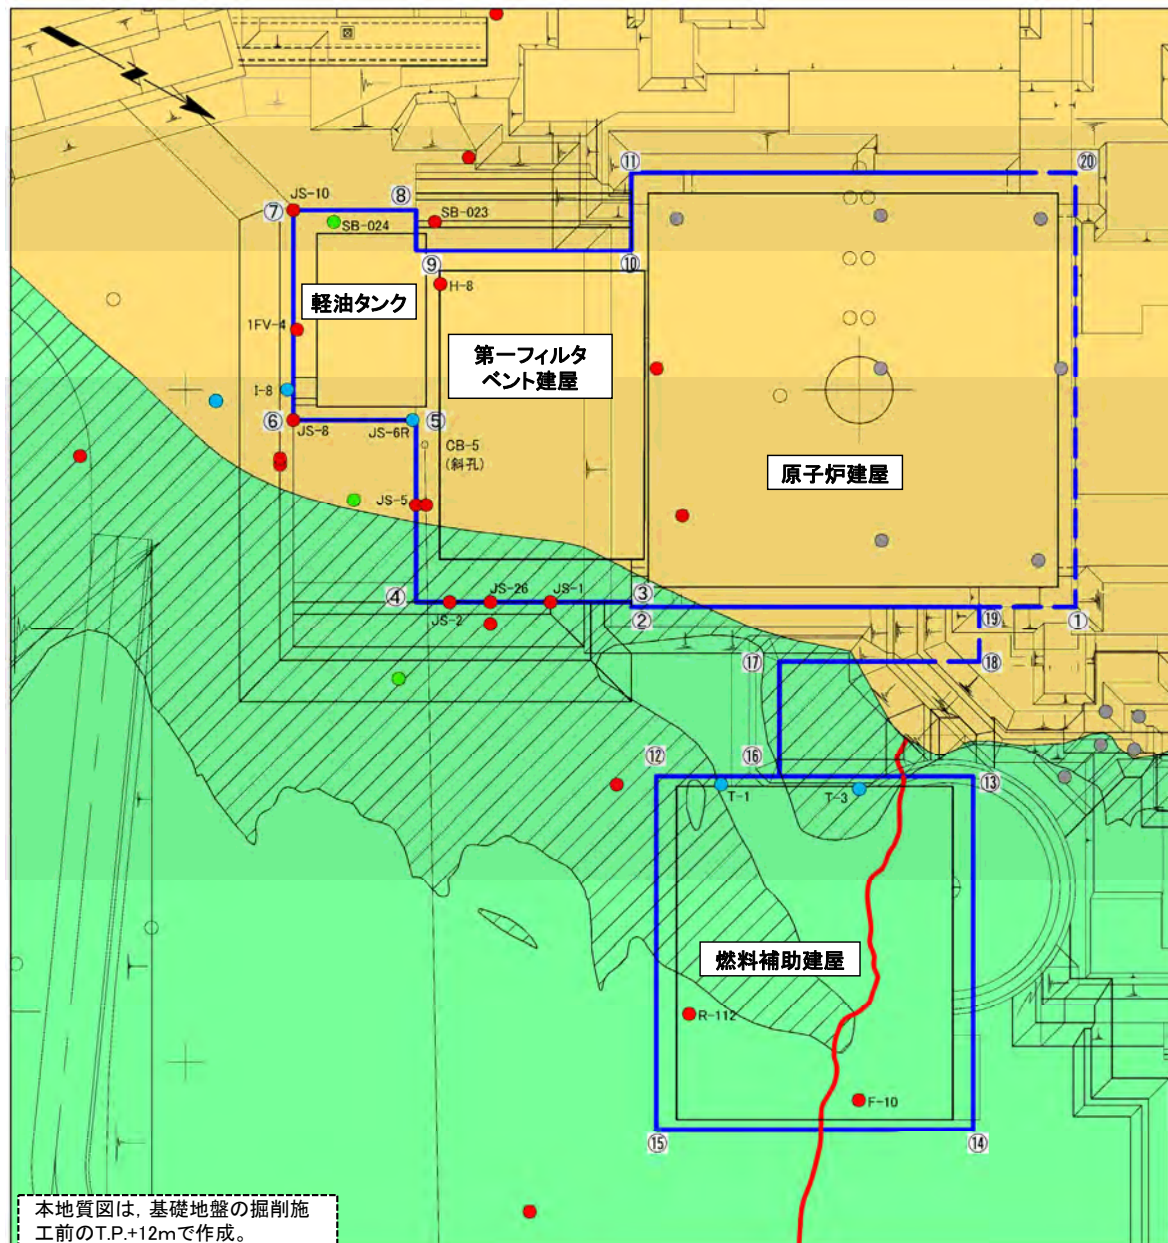 ⑪
⑳
JS-10
⑧
⑦
SB-024
SB-023
⑨
⑩
H-8
軽油タンク
1FV-4
第一フィルタ
ベント建屋
I-8
⑥
JS-8
JS-6R
⑤
CB-5
(斜孔)
原子炉建屋
JS-5
④
JS-26
JS-1
③
JS-2
②
⑲
①
⑰
⑱
⑫
⑯
⑬
T-1
T-3
燃料補助建屋
R-112
F-10
⑮
⑭
本地質図は, 基礎地盤の掘削施
工前のT.P.+12mで作成。